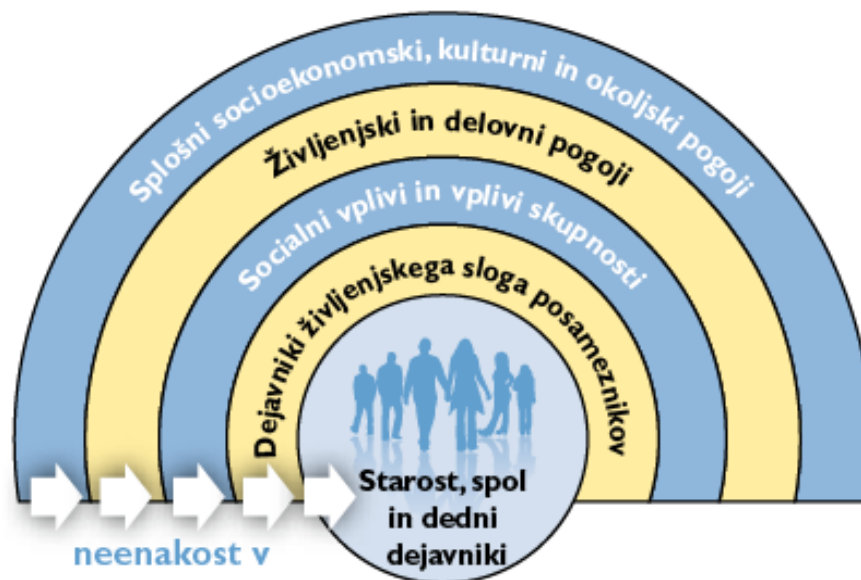 Splošni socioekonomski, kulturni in okoljski pogoji
Življenjski in delovni pogoji
Socialni vplivi in vplivi skupnosti
Dejavniki življenjskega sloga posameznikov
Starost, spol
in dedni
dejavniki
neenakost v